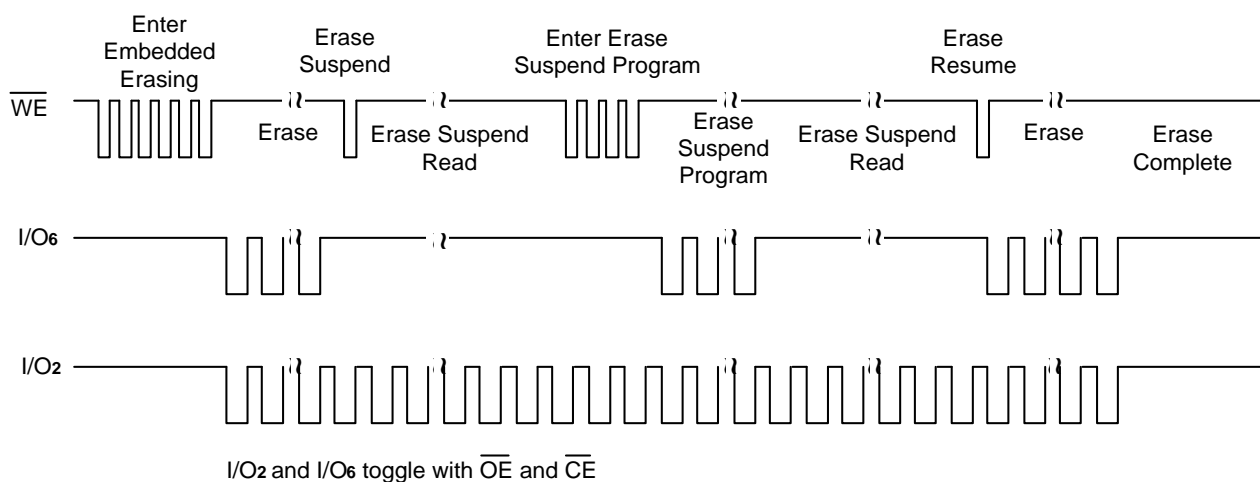 Enter
Embedded
Erasing
Erase
Suspend
Enter Erase
Suspend Program
Erase
Resume
WE
Erase
Erase Suspend
Read
Erase
Suspend
Program
Erase Suspend
Read
Erase
Erase
Complete
I/O6
I/O2
I/O2 and I/O6 toggle with OE and CE